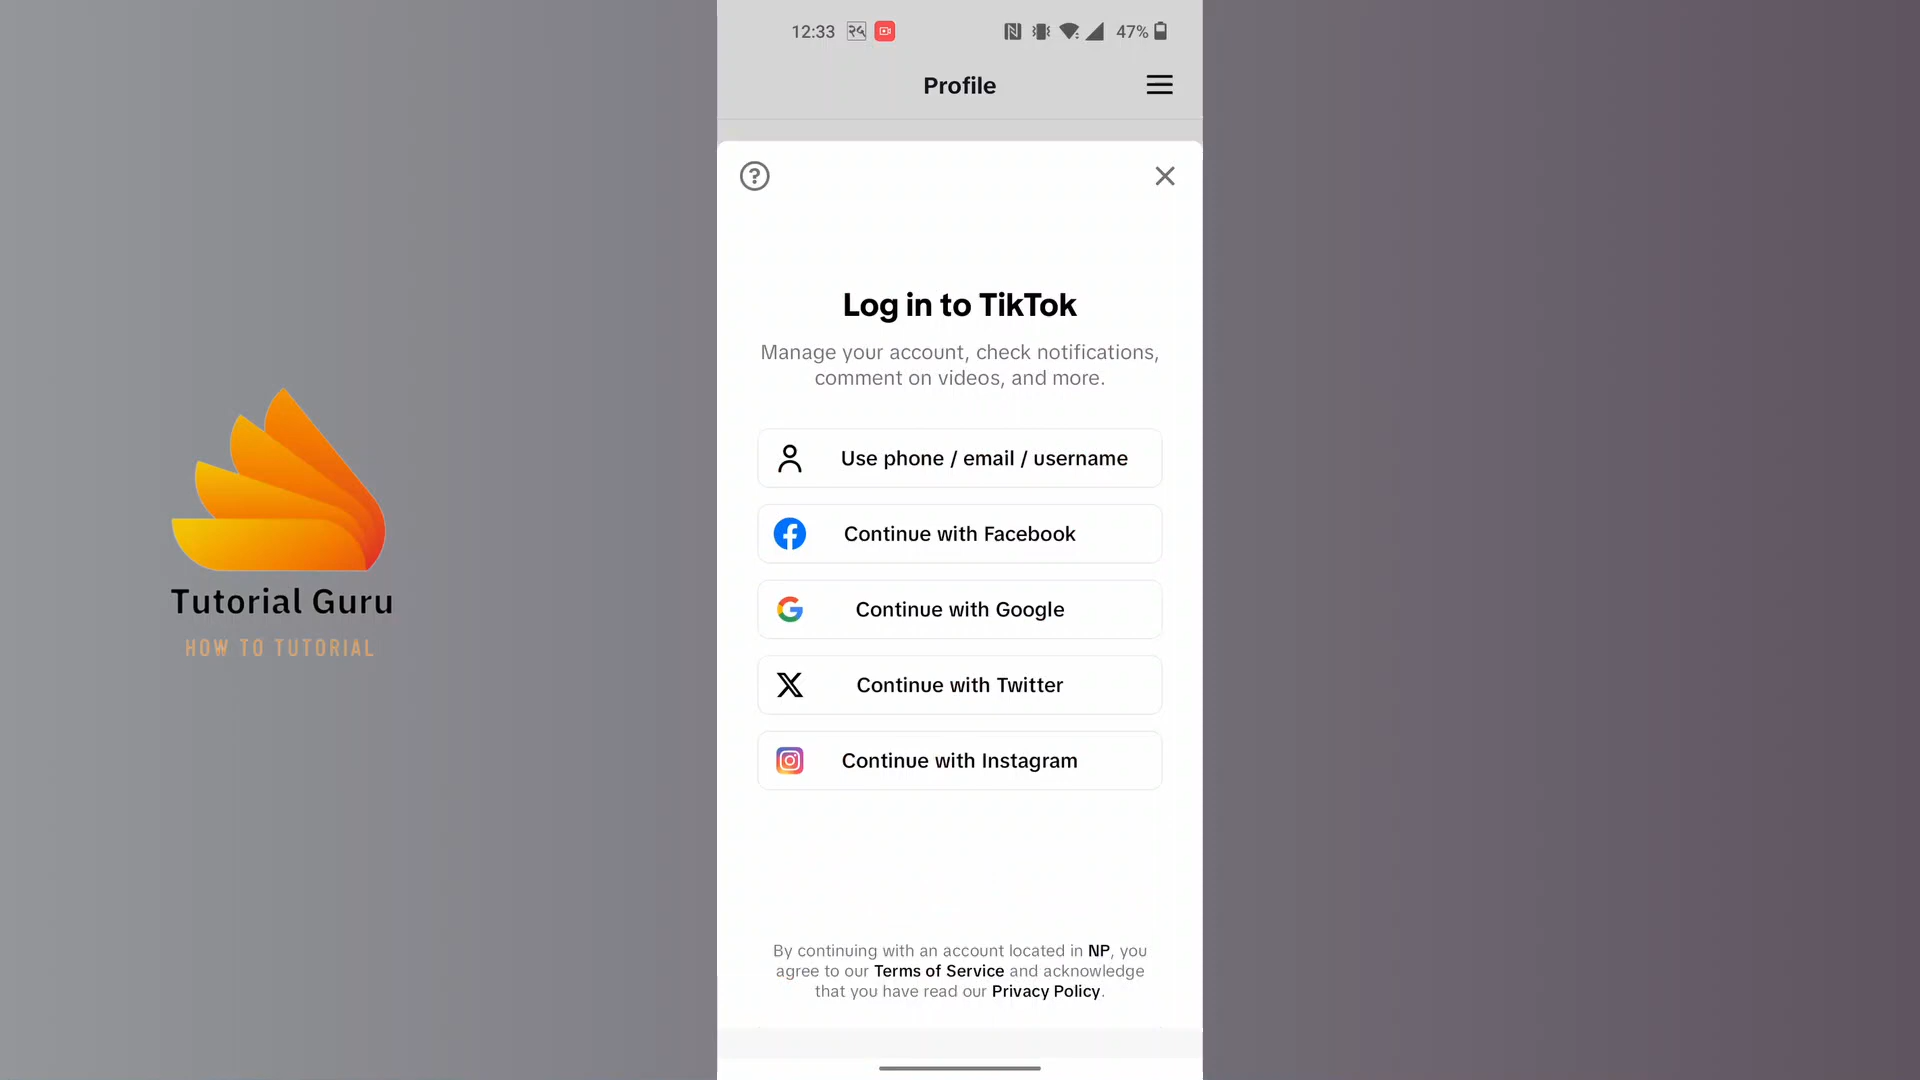 12:33 २५ 47%
Profile
Log in to TikTok
Manage your account, check notifications,
comment on videos, and more.
Use phone / email / username
Continue with Facebook
Continue with Google
Continue with Twitter
Continue with Instagram
By continuing with an account located in NP, you
agree to our Terms of Service and acknowledge
that you have read our Privacy Policy.
Tutorial Guru
HOW TO TUTORIAL